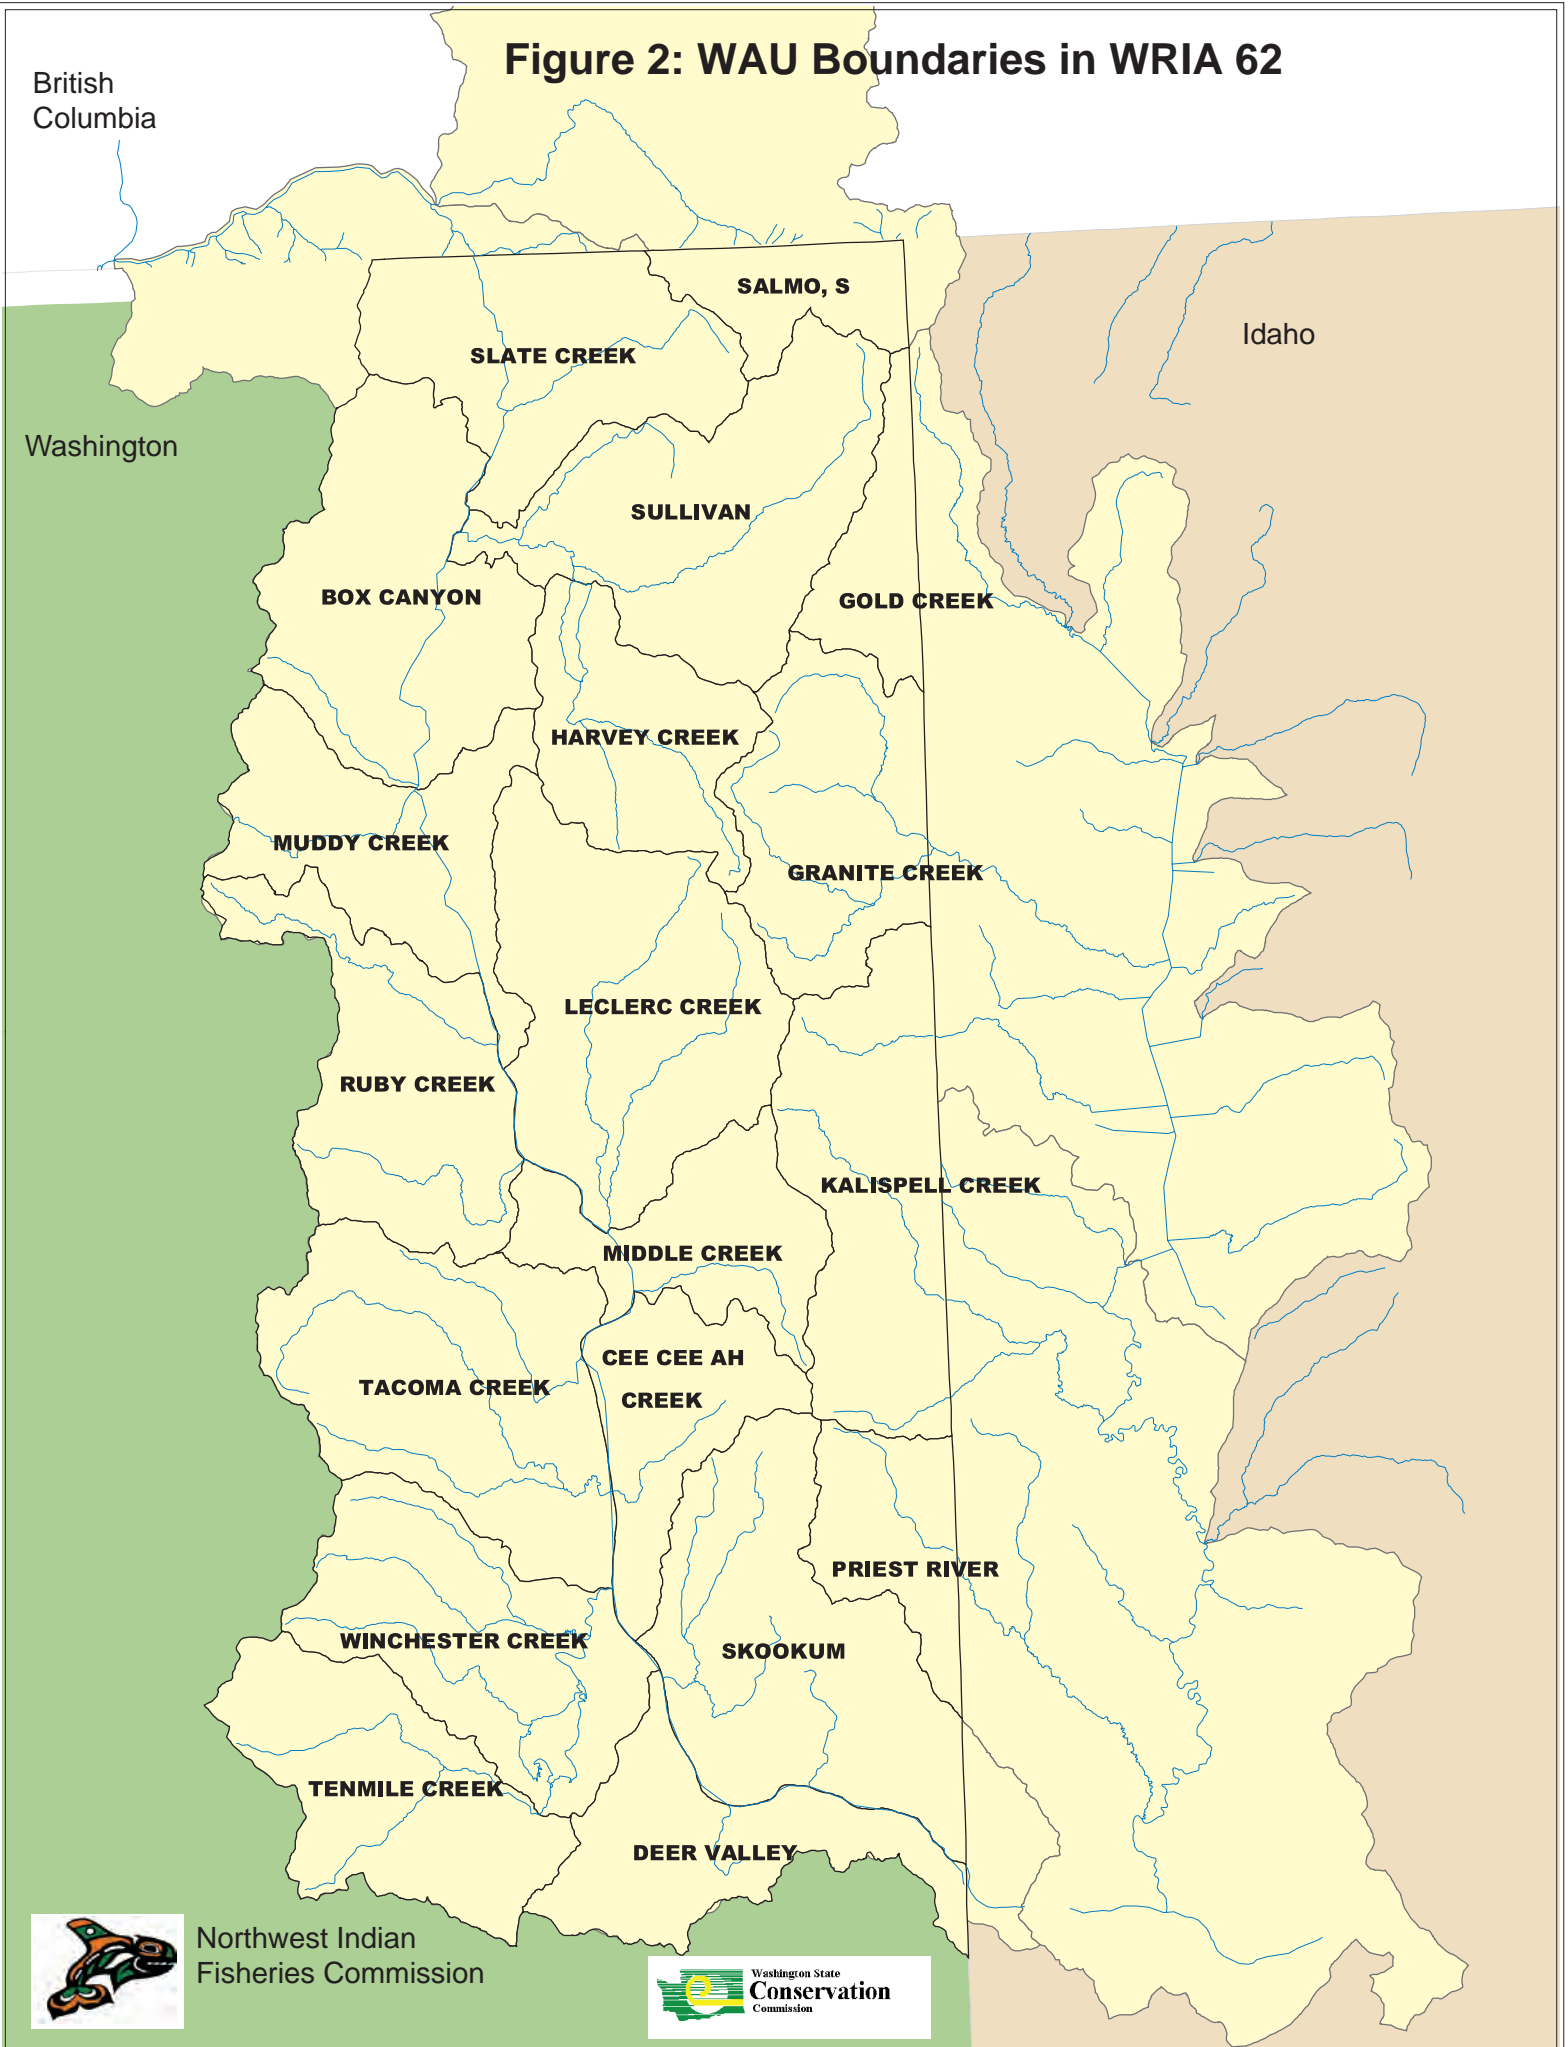 Figure 2: WAU Boundaries in WRIA 62
British
Columbia
SALMO, S
Idaho
SLATE CREEK
Washington
SULLIVAN
BOX CANYON
GOLD CREEK
HARVEY CREEK
MUDDY CREEK
GRANITE CREEK
LECLERC CREEK
RUBY CREEK
KALISPELL CREEK
MIDDLE CREEK
CEE CEE AH
CREEK
TACOMA CREEK
PRIEST RIVER
WINCHESTER CREEK
SKOOKUM
TENMILE CREEK
DEER VALLEY
Northwest Indian
Fisheries Commission
Washington State
Conservation
Commission